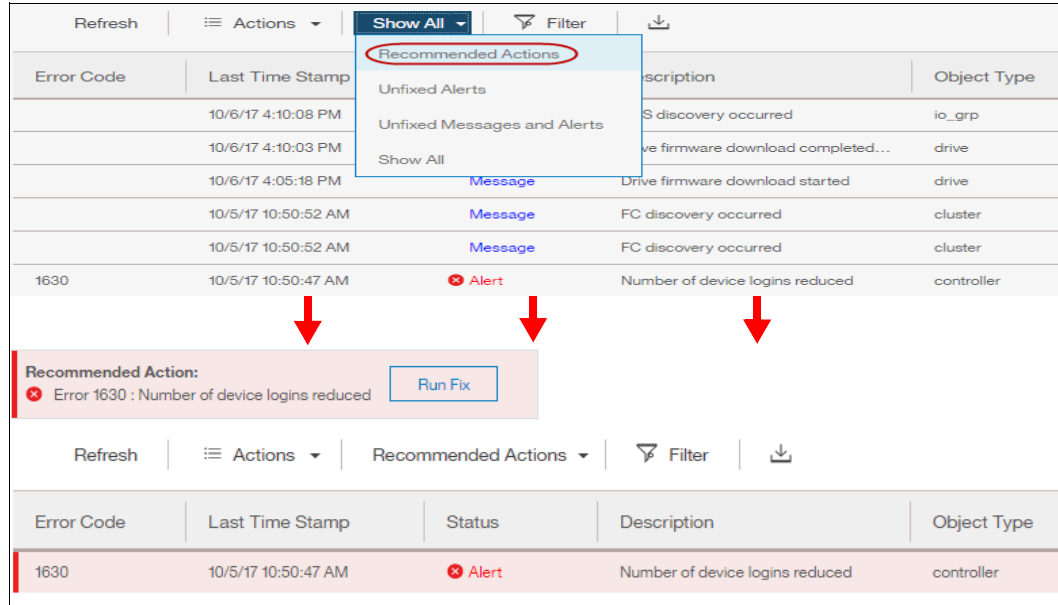 Refresh Actions Show All Filter
Recommended Actions
Unfixed Alerts
Unfixed Messages and Alerts
Show All
Error Code Last Time Stamp escription Object Type
10/6/17 4:10:08 PM S discovery occurred io_grp
10/6/17 4:10:03 PM ve firmware download completed... drive
10/6/17 4:05:18 PM Message Drive firmware download started drive
10/5/17 10:50:52 AM Message FC discovery occurred cluster
10/5/17 10:50:52 AM Message FC discovery occurred cluster
1630 10/5/17 10:50:47 AM Alert Number of device logins reduced controller
Recommended Action:
Error 1630 : Number of device logins reduced
Run Fix
Refresh Actions Recommended Actions Filter
Error Code Last Time Stamp Status Description Object Type
1630 10/5/17 10:50:47 AM Alert Number of device logins reduced controller